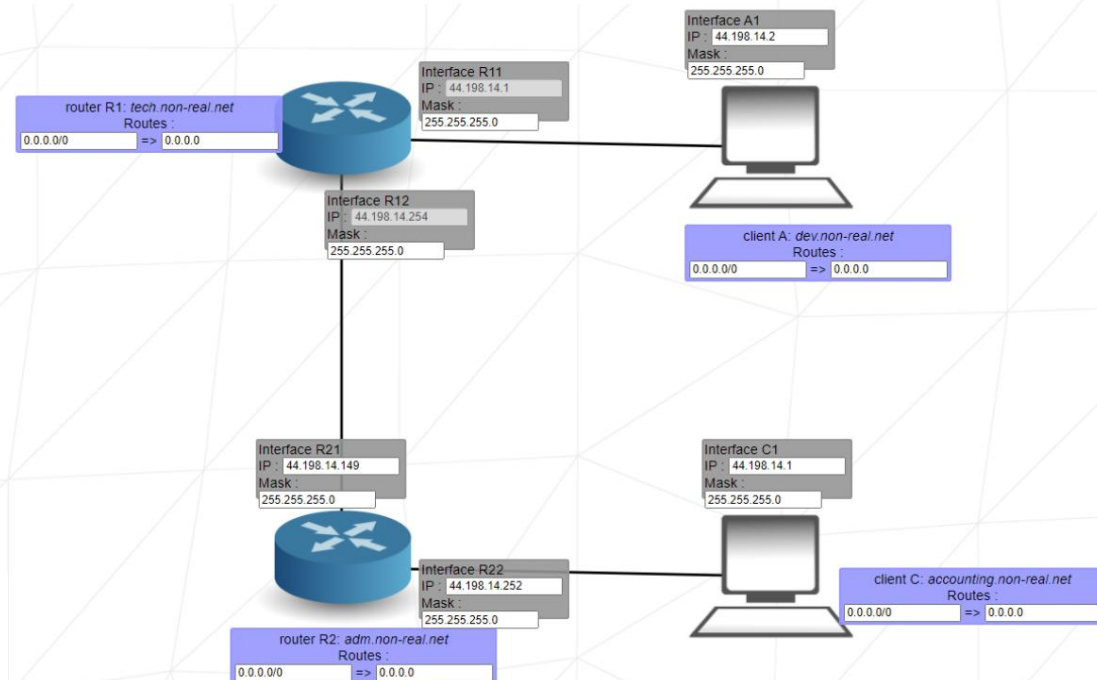 Interface A1
IP : 44.198.14.2
Mask :
255.255.255.0
Interface R11
IP : 44.198.14.1
Mask :
255.255.255.0
router R1: tech.non-real.net
Routes :
0.0.0.0/0 => 0.0.0.0
Interface R12
IP : 44.198.14.254
Mask :
255.255.255.0
client A: dev.non-real.net
Routes :
0.0.0.0/0 => 0.0.0.0
Interface R21
IP : 44.198.14.149
Mask :
255.255.255.0
Interface C1
IP : 44.198.14.1
Mask :
255.255.255.0
Interface R22
IP : 44.198.14.252
Mask :
255.255.255.0
client C: accounting.non-real.net
Routes :
0.0.0.0/0 => 0.0.0.0
router R2: adm.non-real.net
Routes :
0.0.0.0/0 => 0.0.0.0